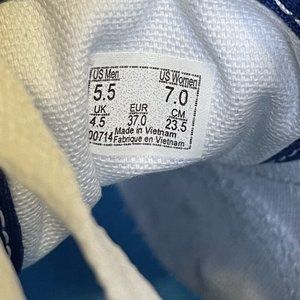 US Men US Women
5.5 7.0
UK EUR CM
4.5 37.0 23.5
00714 Made in Vietnam
Fabriqué en Vietnam